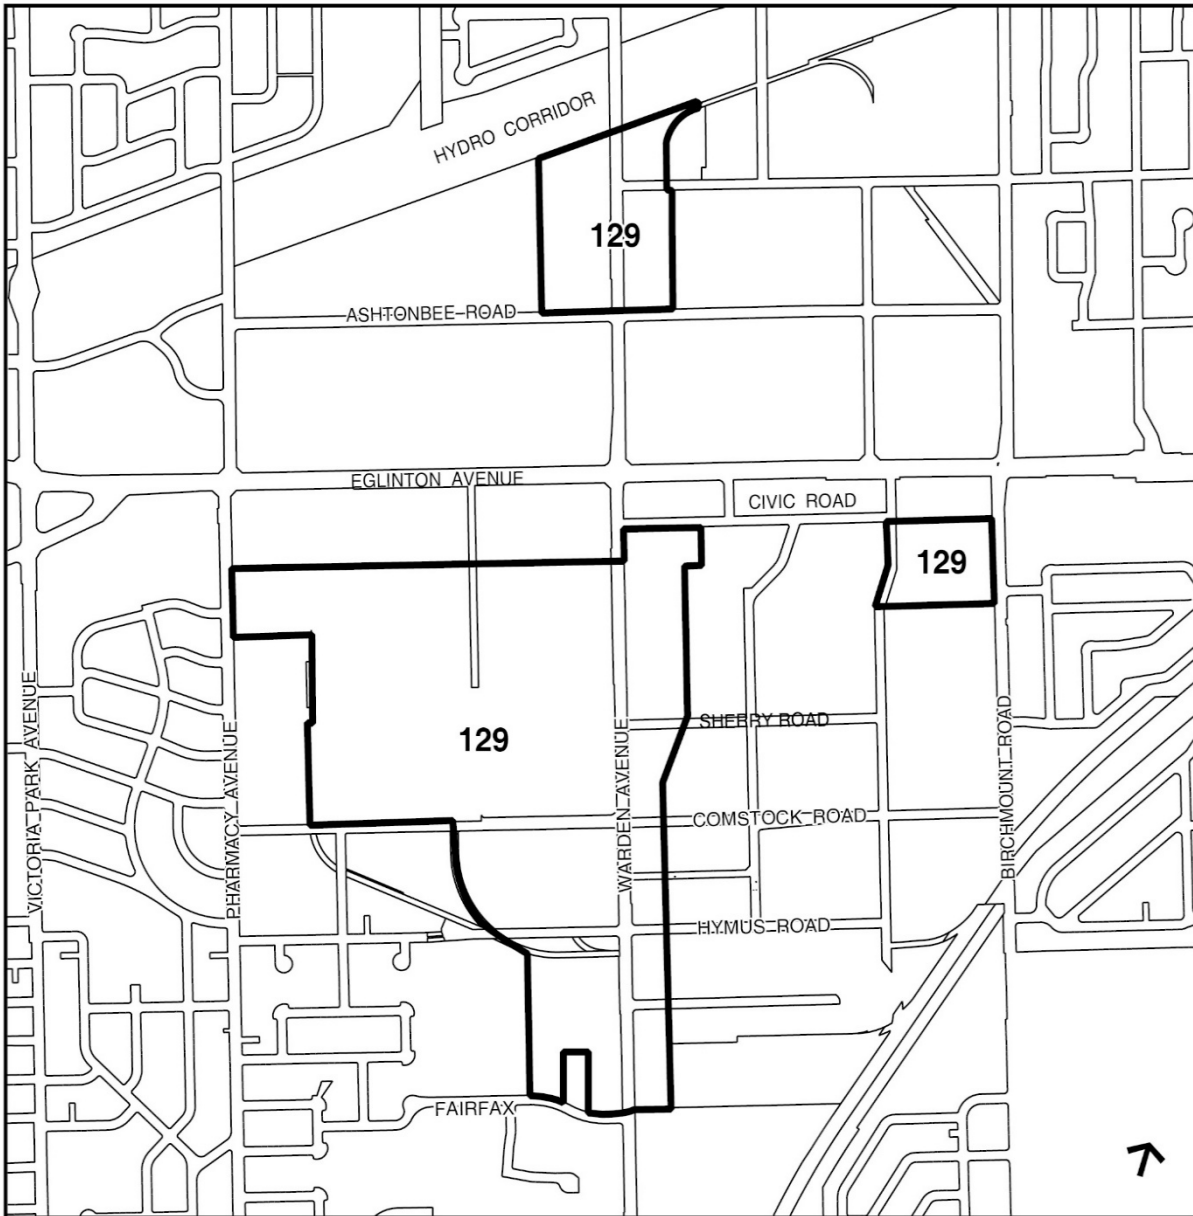 HYDRO CORRIDOR
129
ASHTONBEE ROAD
EGLINTON AVENUE
CIVIC ROAD
129
129
VICTORIA PARK AVENUE
PHARMACY AVENUE
WARDEN AVENUE
SHERRY ROAD
BIRCHMOUNT ROAD
COMSTOCK ROAD
HYMUS ROAD
FAIRFAX